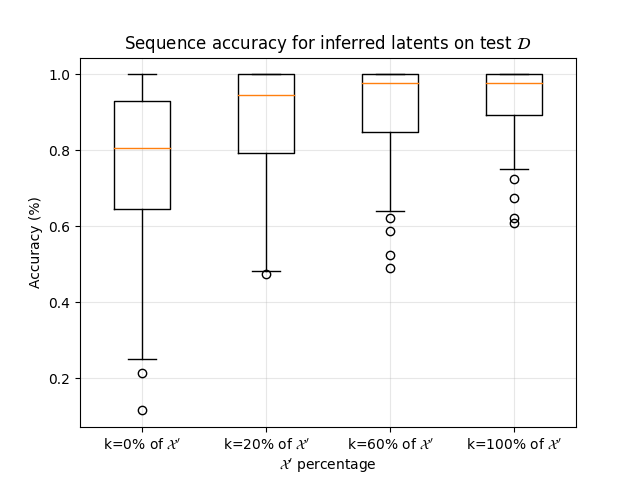 Sequence accuracy for inferred latents on test 𝒟
Accuracy (%)
1.0
0.8
0.6
0.4
0.2
k=0% of 𝒳′ k=20% of 𝒳′ k=60% of 𝒳′ k=100% of 𝒳′
𝒳′ percentage